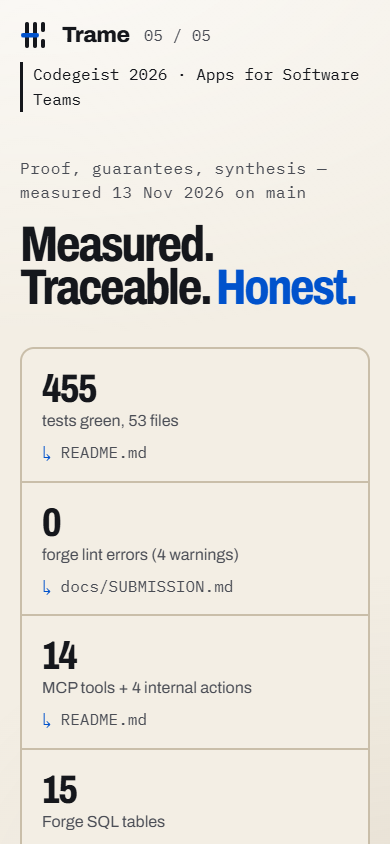 Trame 05 / 05
Codegeist 2026 · Apps for Software
Teams
Proof, guarantees, synthesis —
measured 13 Nov 2026 on main
Measured.
Traceable. Honest.
455
tests green, 53 files
↳ README.md
0
forge lint errors (4 warnings)
↳ docs/SUBMISSION.md
14
MCP tools + 4 internal actions
↳ README.md
15
Forge SQL tables